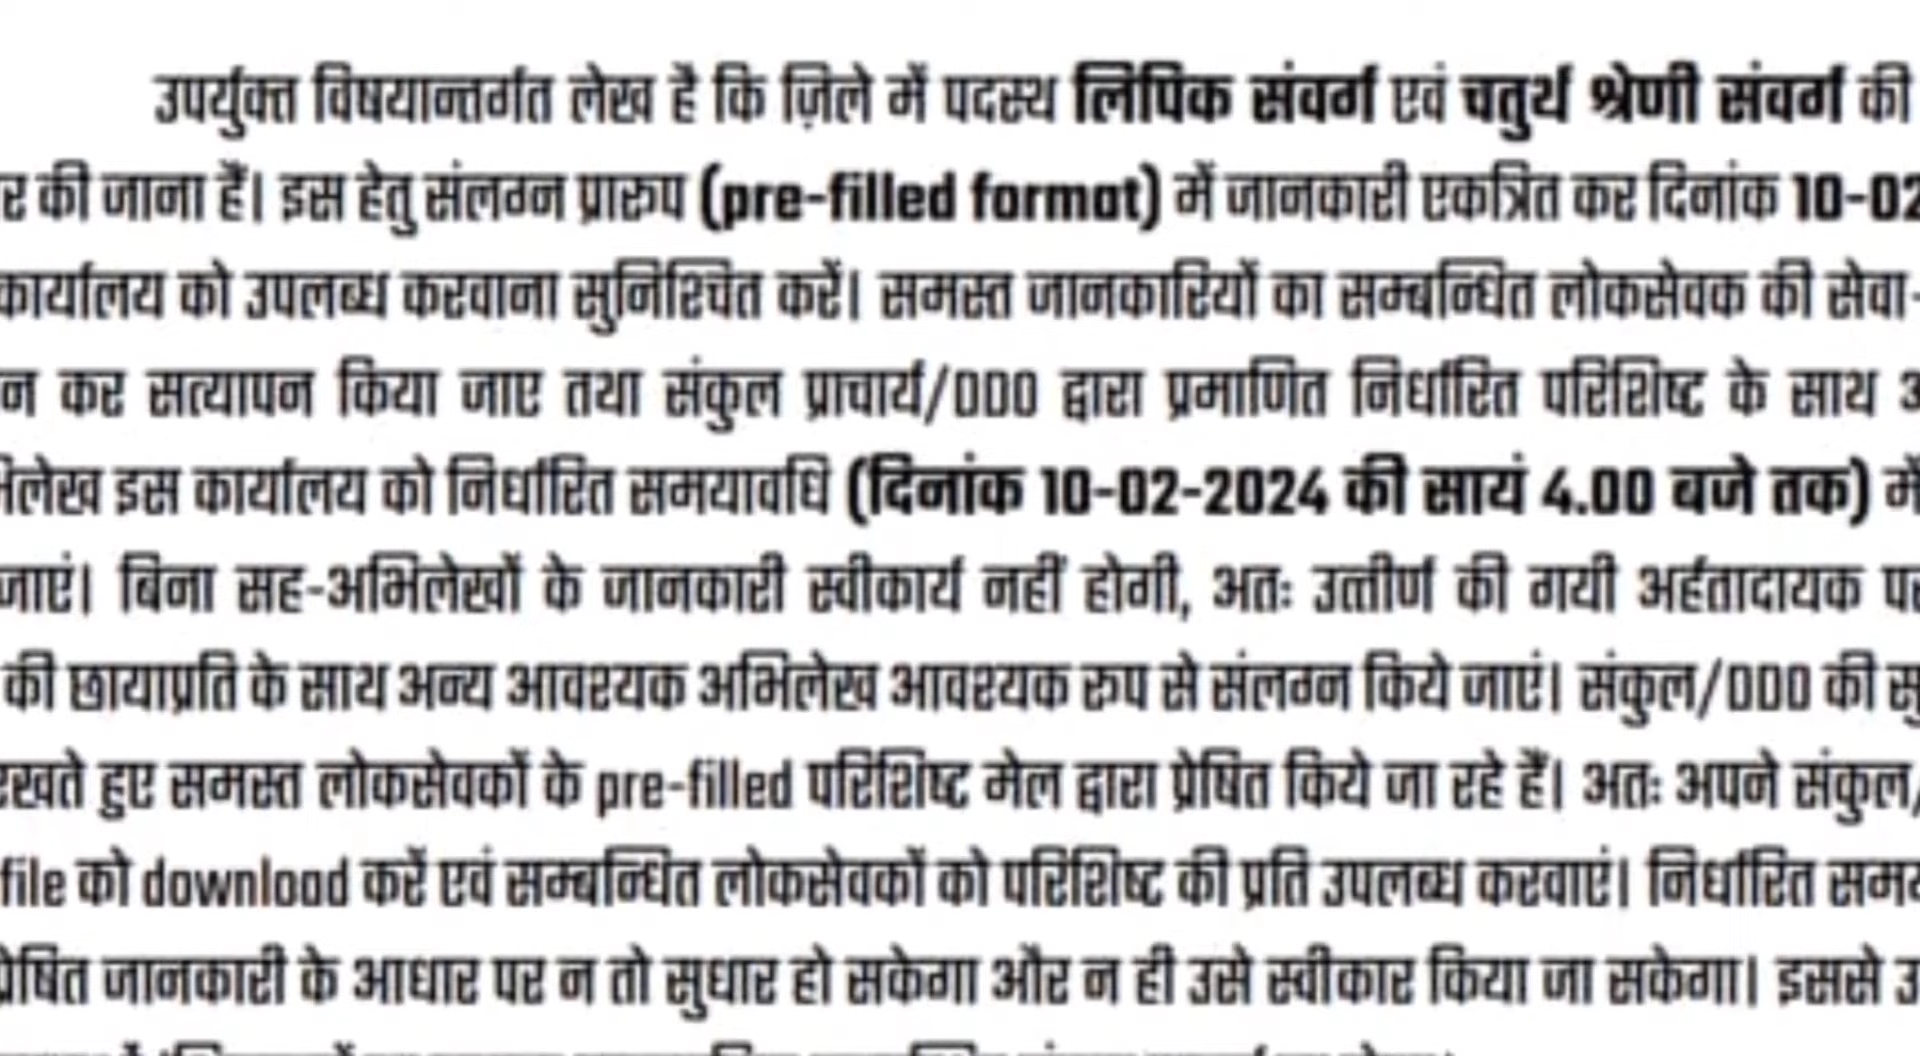 उपर्युक्त विषयान्तर्गत लेख है कि ज़िले में पदस्थ लिपिक संवर्ग एवं चतुर्थ श्रेणी संवर्ग की
र की जाना हैं। इस हेतु संलग्न प्रारुप (pre-filled format) में जानकारी एकत्रित कर दिनांक 10-02
कार्यालय को उपलब्ध करवाना सुनिश्चित करें। समस्त जानकारियों का सम्बन्धित लोकसेवक की सेवा-
न कर सत्यापन किया जाए तथा संकुल प्राचार्य/DDO द्वारा प्रमाणित निर्धारित परिशिष्ट के साथ
इस कार्यालय को निर्धारित समयावधि (दिनांक 10-02-2024 की सायं 4.00 बजे तक) में
जाएं। बिना सह-अभिलेखों के जानकारी स्वीकार्य नहीं होगी, अतः उत्तीर्ण की गयी अर्हतादायक
की छायाप्रति के साथ अन्य आवश्यक अभिलेख आवश्यक रुप से संलग्न किये जाएं। संकुल/DDO की
रखते हुए समस्त लोकसेवकों के pre-filled परिशिष्ट मेल द्वारा प्रेषित किये जा रहे हैं। अतः अपने संकुल/
file को download करें एवं सम्बन्धित लोकसेवकों को परिशिष्ट की प्रति उपलब्ध करवाएं। निर्धारित समय
प्रेषित जानकारी के आधार पर न तो सुधार हो सकेगा और न ही उसे स्वीकार किया जा सकेगा। इससे